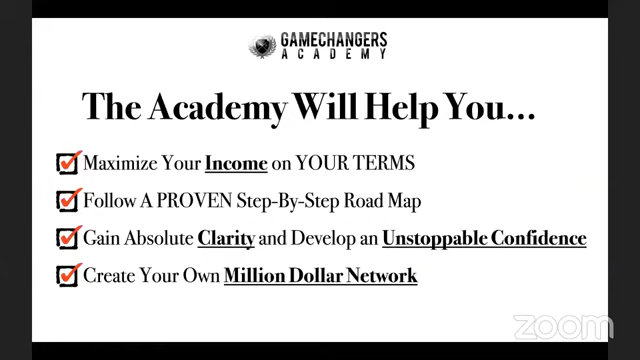 GAMECHANGERS
ACADEMY
The Academy Will Help You...
Maximize Your Income on YOUR TERMS
Follow A PROVEN Step-By-Step Road Map
Gain Absolute Clarity and Develop an Unstoppable Confidence
Create Your Own Million Dollar Network
zoom